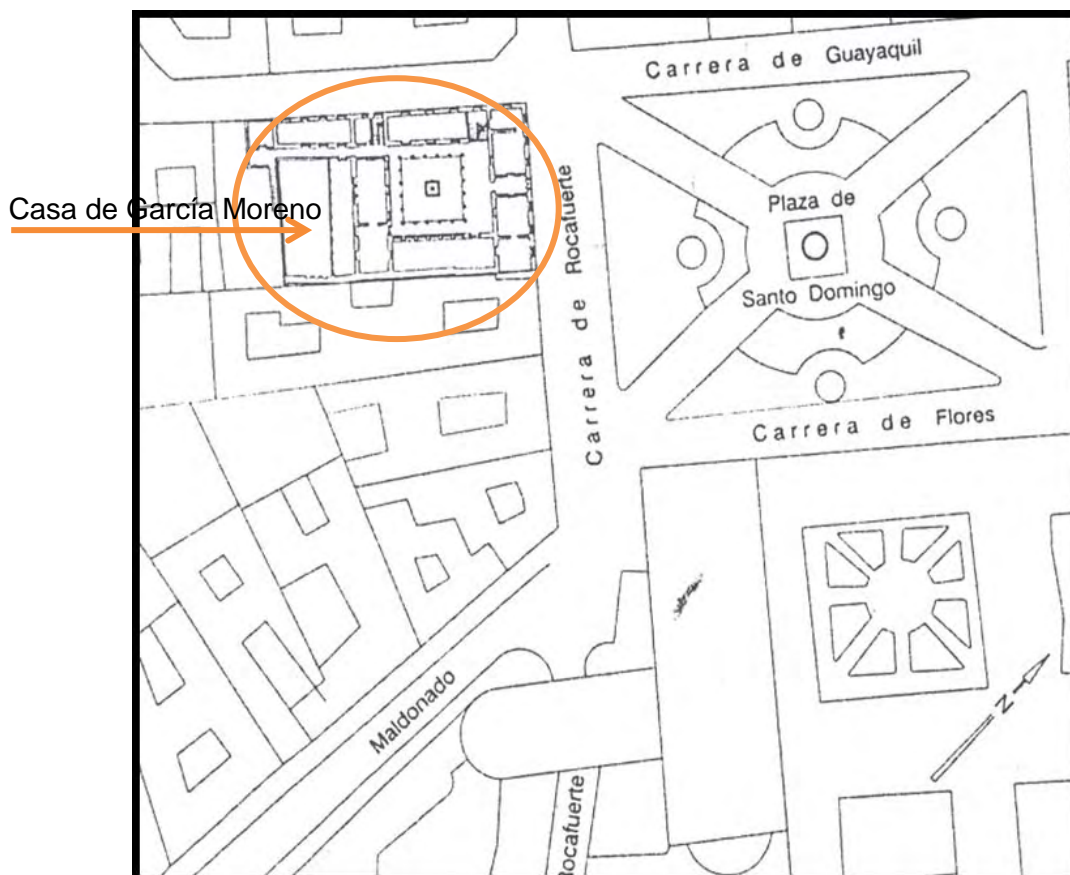 Carrera de Guayaquil
Casa de García Moreno
Carrera de Rocafuerte
Plaza de
Santo Domingo
Carrera de Flores
Maldonado
Rocafuerte
N